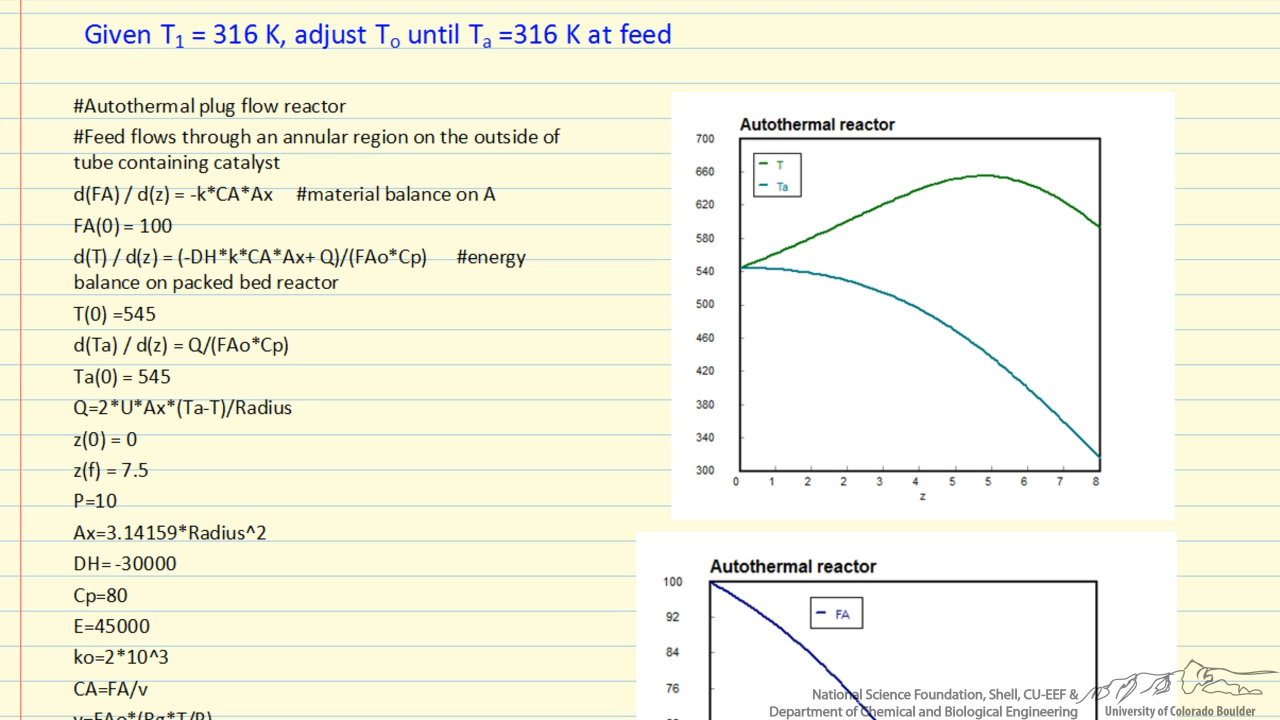 Given T₁ = 316 K, adjust Tₒ until Tₐ =316 K at feed
#Autothermal plug flow reactor
#Feed flows through an annular region on the outside of
tube containing catalyst
d(FA) / d(z) = -k*CA*Ax #material balance on A
FA(0) = 100
d(T) / d(z) = (-DH*k*CA*Ax+ Q)/(FAo*Cp) #energy
balance on packed bed reactor
T(0) =545
d(Ta) / d(z) = Q/(FAo*Cp)
Ta(0) = 545
Q=2*U*Ax*(Ta-T)/Radius
z(0) = 0
z(f) = 7.5
P=10
Ax=3.14159*Radius^2
DH= -30000
Cp=80
E=45000
ko=2*10^3
CA=FA/v
v=FAo*(Rg*T/P)
Autothermal reactor
700
660
620
580
540
500
460
420
380
340
300
T
Ta
0 1 2 2 3 4 5 5 6 7 8
z
Autothermal reactor
100
92
84
76
FA
National Science Foundation, Shell, CU-EEF &
Department of Chemical and Biological Engineering
University of Colorado Boulder